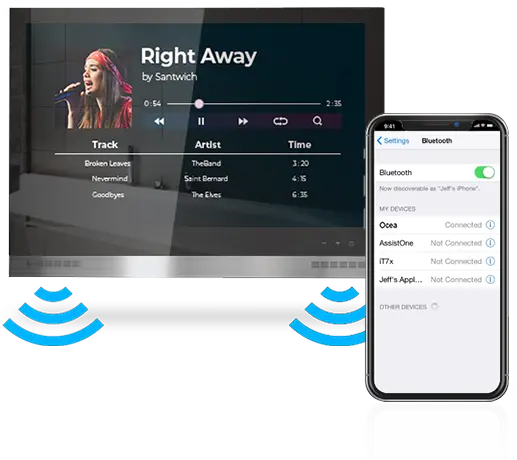 Right Away
by Santwich
0:54 2:35
Track Artist Time
Broken Leaves TheBand 3:20
Nevermind Saint Bernard 4:15
Goodbyes The Elves 6:35
9:41
Settings Bluetooth
Bluetooth
Now discoverable as "Jeff's iPhone".
MY DEVICES
Ocea Connected
AssistOne Not Connected
iT7x Not Connected
Jeff's Appl... Not Connected
OTHER DEVICES